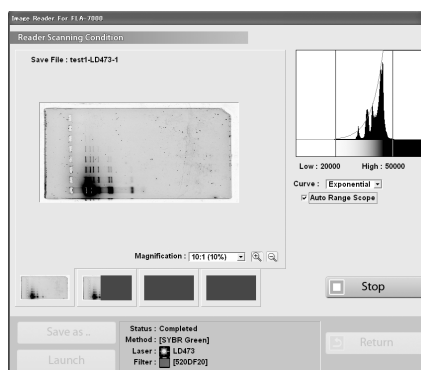 Image Reader For FLA-7000
Reader Scanning Condition
Save File : test1-LD473-1
Low : 20000 High : 50000
Curve : Exponential
Auto Range Scope
Magnification : 10:1 (10%)
Stop
Save as ..
Status : Completed
Method : [SYBR Green]
Laser : LD473
Filter : [520DF20]
Return
Launch